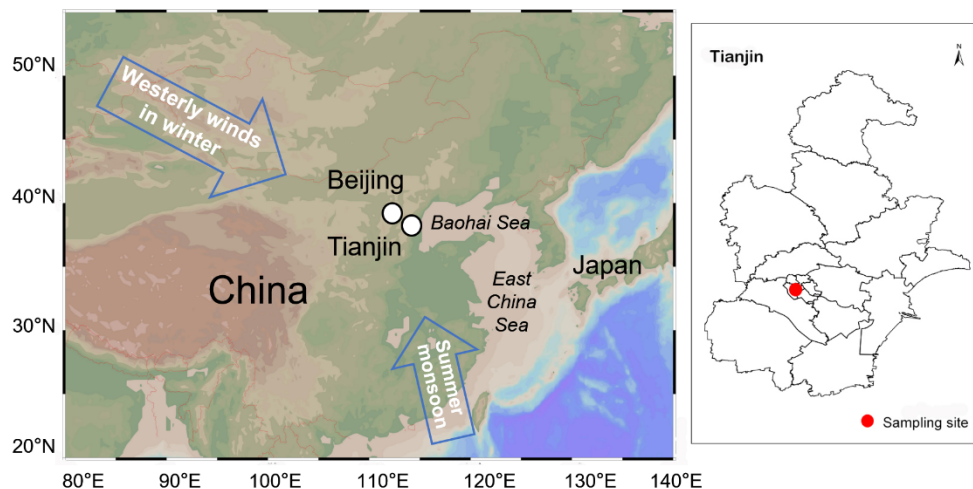 50°N
40°N
30°N
20°N
80°E
90°E
100°E
110°E
120°E
130°E
140°E
Westerly winds
in winter
Beijing
Tianjin
Baohai Sea
China
Japan
East
China
Sea
Summer
monsoon
Tianjin
N
Sampling site